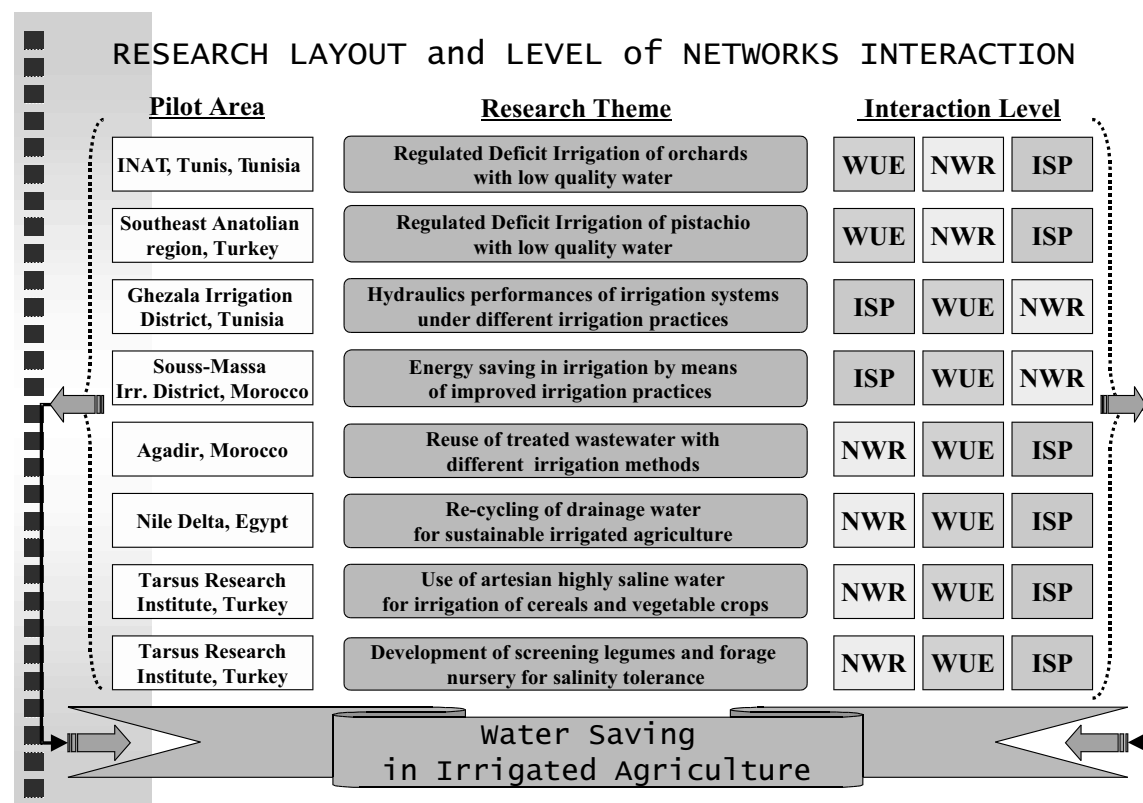 RESEARCH LAYOUT and LEVEL of NETWORKS INTERACTION
Pilot Area
Research Theme
Interaction Level
INAT, Tunis, Tunisia
Regulated Deficit Irrigation of orchards
with low quality water
WUE NWR ISP
Southeast Anatolian
region, Turkey
Regulated Deficit Irrigation of pistachio
with low quality water
WUE NWR ISP
Ghezala Irrigation
District, Tunisia
Hydraulics performances of irrigation systems
under different irrigation practices
ISP WUE NWR
Souss-Massa
Irr. District, Morocco
Energy saving in irrigation by means
of improved irrigation practices
ISP WUE NWR
Agadir, Morocco
Reuse of treated wastewater with
different irrigation methods
NWR WUE ISP
Nile Delta, Egypt
Re-cycling of drainage water
for sustainable irrigated agriculture
NWR WUE ISP
Tarsus Research
Institute, Turkey
Use of artesian highly saline water
for irrigation of cereals and vegetable crops
NWR WUE ISP
Tarsus Research
Institute, Turkey
Development of screening legumes and forage
nursery for salinity tolerance
NWR WUE ISP
Water Saving
in Irrigated Agriculture